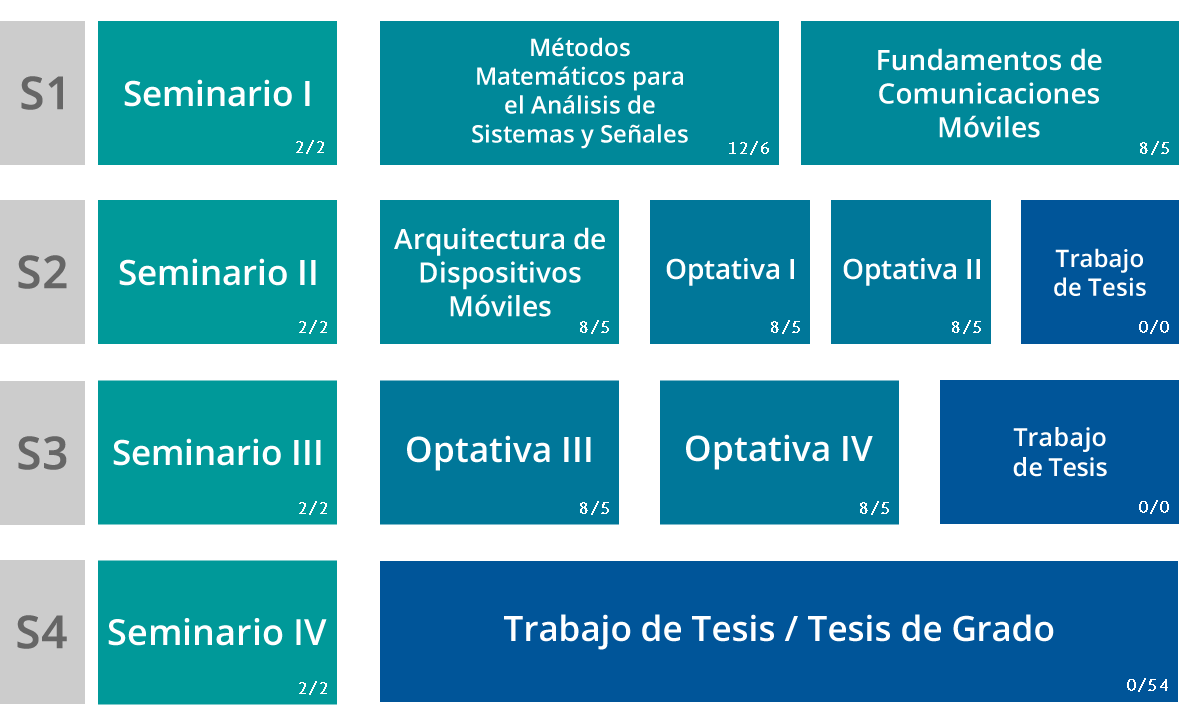 S1
Seminario I
2/2
Métodos
Matemáticos para
el Análisis de
Sistemas y Señales
12/6
Fundamentos de
Comunicaciones
Móviles
8/5
S2
Seminario II
2/2
Arquitectura de
Dispositivos
Móviles
8/5
Optativa I
8/5
Optativa II
8/5
Trabajo
de Tesis
0/0
S3
Seminario III
2/2
Optativa III
8/5
Optativa IV
8/5
Trabajo
de Tesis
0/0
S4
Seminario IV
2/2
Trabajo de Tesis / Tesis de Grado
0/54